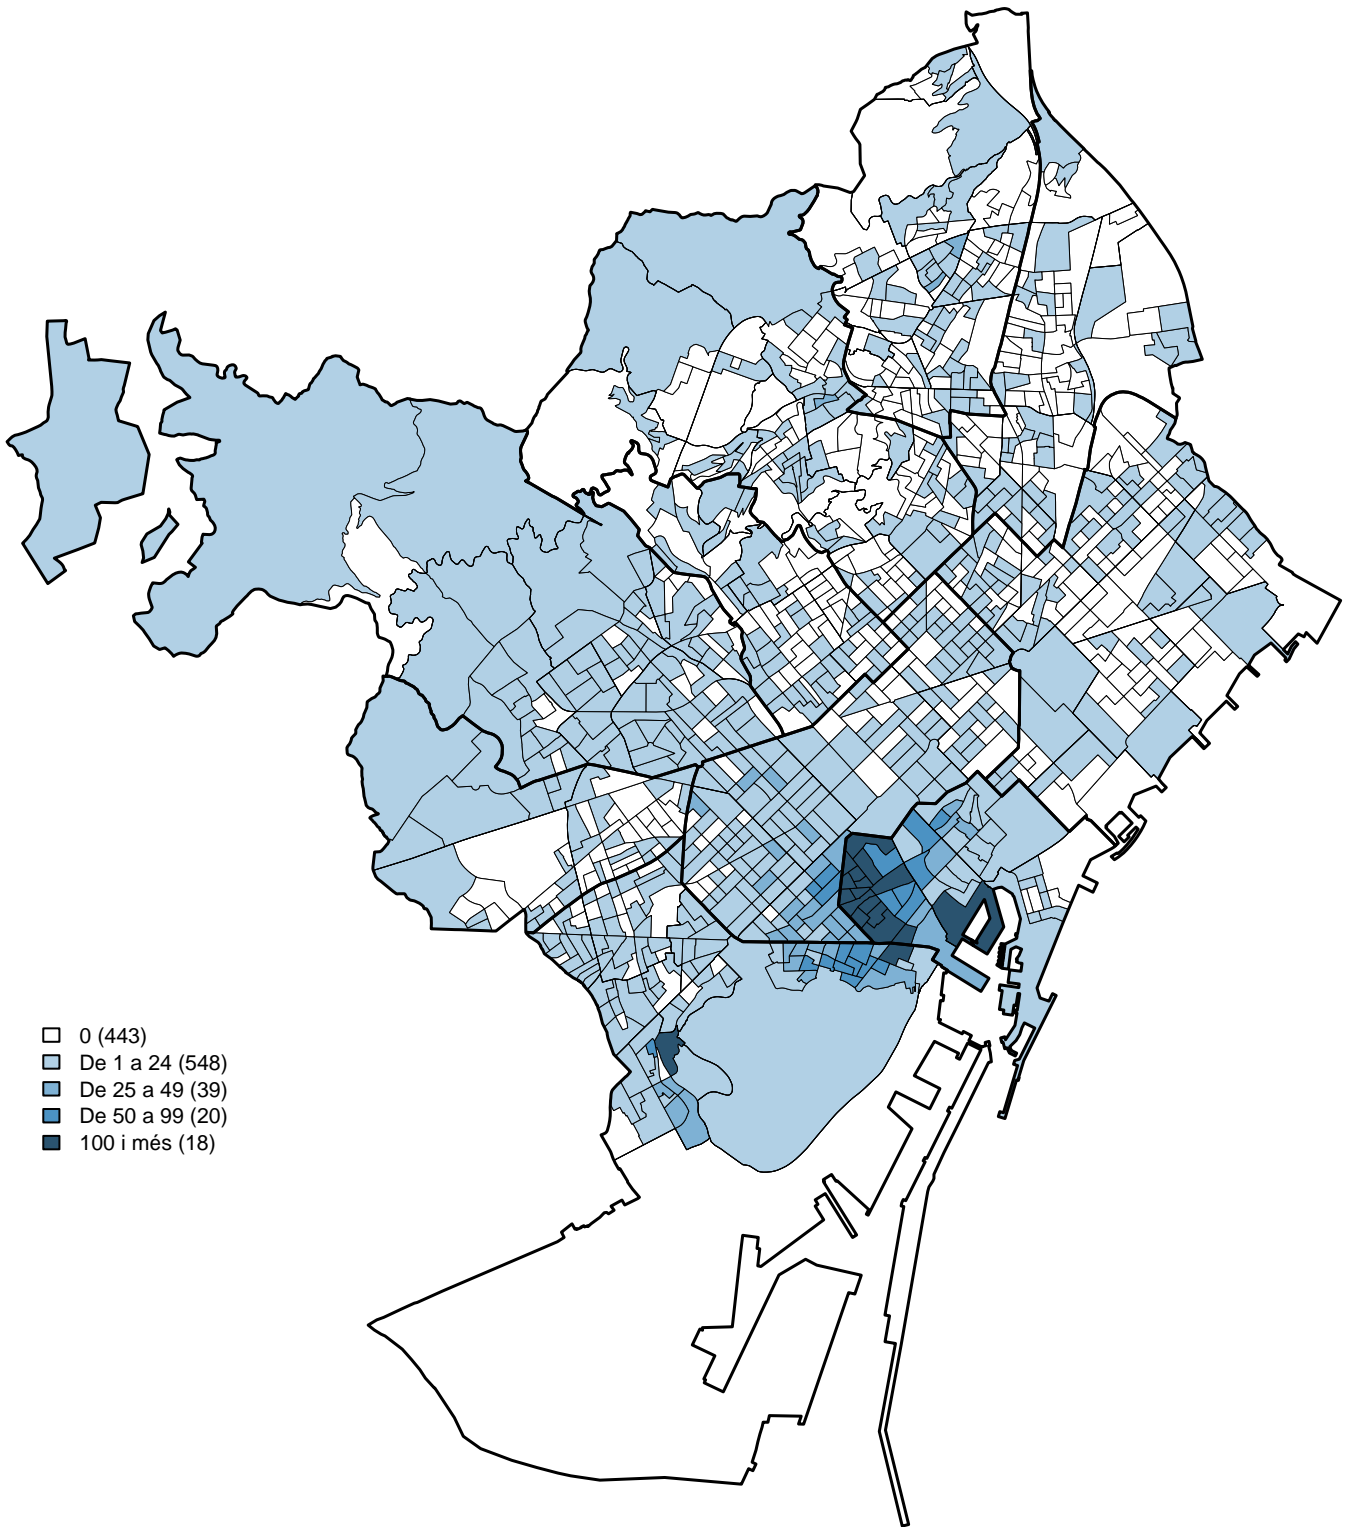 0 (443)
De 1 a 24 (548)
De 25 a 49 (39)
De 50 a 99 (20)
100 i més (18)